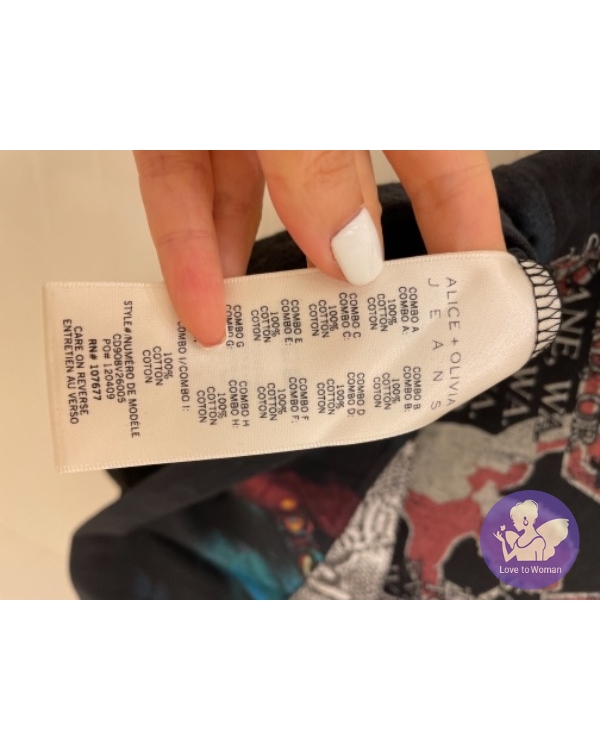 ALICE + OLIVIA
J E A N S
COMBO A
COMBO A:
100%
COTTON
COTON
COMBO B
COMBO B:
100%
COTTON
COTON
COMBO C
COMBO C:
100%
COTTON
COTON
COMBO D
COMBO D:
100%
COTTON
COTON
COMBO E
COMBO E:
100%
COTTON
COTON
COMBO F
COMBO F:
100%
COTTON
COTON
COMBO G
COMBO G:
COMBO H
COMBO H:
100%
COTTON
COTON
COMBO I/COMBO I:
100%
COTTON
COTON
STYLE#/NUMÉRO DE MODÈLE
CD908V26005
PO# 120409
RN# 107677
CARE ON REVERSE
ENTRETIEN AU VERSO
Love to Woman